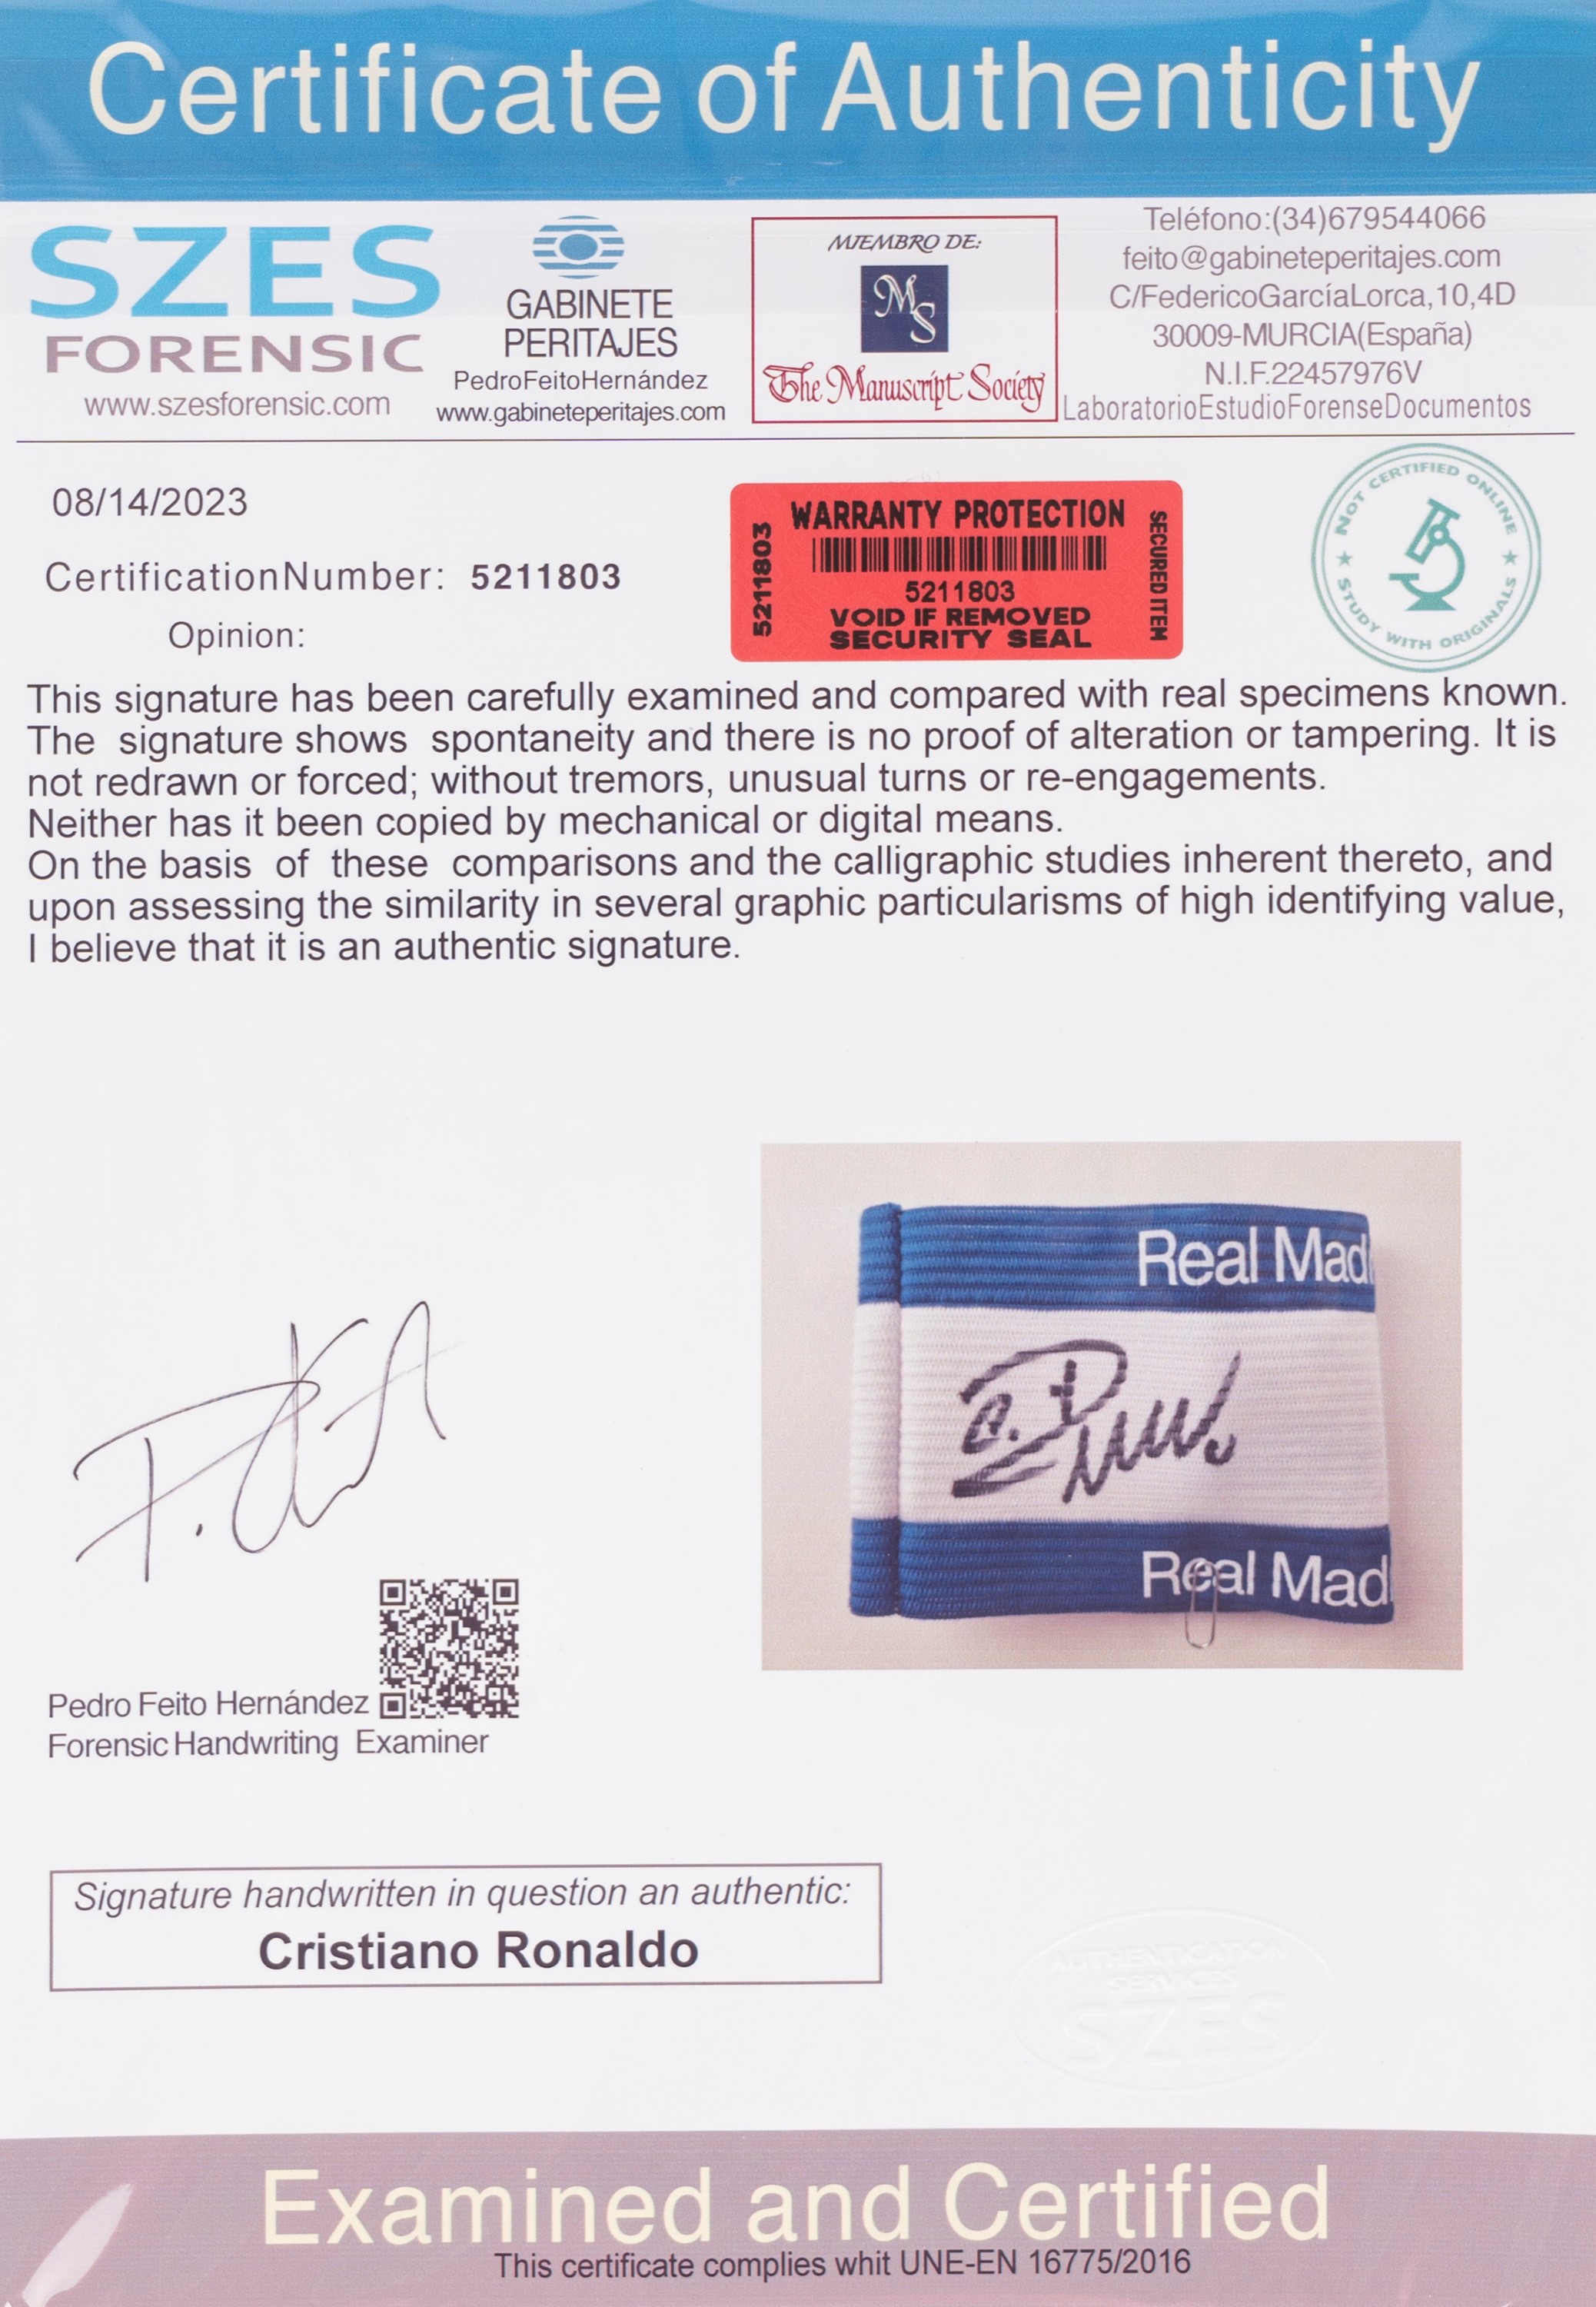 Certificate of Authenticity
SZES
FORENSIC
www.szesforensic.com
GABINETE
PERITAJES
PedroFeitoHernández
www.gabineteperitajes.com
MIEMBRO DE:
MS
The Manuscript Society
Teléfono:(34)679544066
feito@gabineteperitajes.com
C/FedericoGarcíaLorca,10,4D
30009-MURCIA(España)
N.I.F.22457976V
LaboratorioEstudioForenseDocumentos
08/14/2023
CertificationNumber: 5211803
Opinion:
5211803
WARRANTY PROTECTION
5211803
VOID IF REMOVED
SECURITY SEAL
SECURED ITEM
NOT CERTIFIED ONLINE
STUDY WITH ORIGINALS
This signature has been carefully examined and compared with real specimens known.
The signature shows spontaneity and there is no proof of alteration or tampering. It is
not redrawn or forced; without tremors, unusual turns or re-engagements.
Neither has it been copied by mechanical or digital means.
On the basis of these comparisons and the calligraphic studies inherent thereto, and
upon assessing the similarity in several graphic particularisms of high identifying value,
I believe that it is an authentic signature.
Real Mad
Real Mad
Pedro Feito Hernández
Forensic Handwriting Examiner
Signature handwritten in question an authentic:
Cristiano Ronaldo
AUTHENTICATION
SERVICES
SZES
Examined and Certified
This certificate complies whit UNE-EN 16775/2016